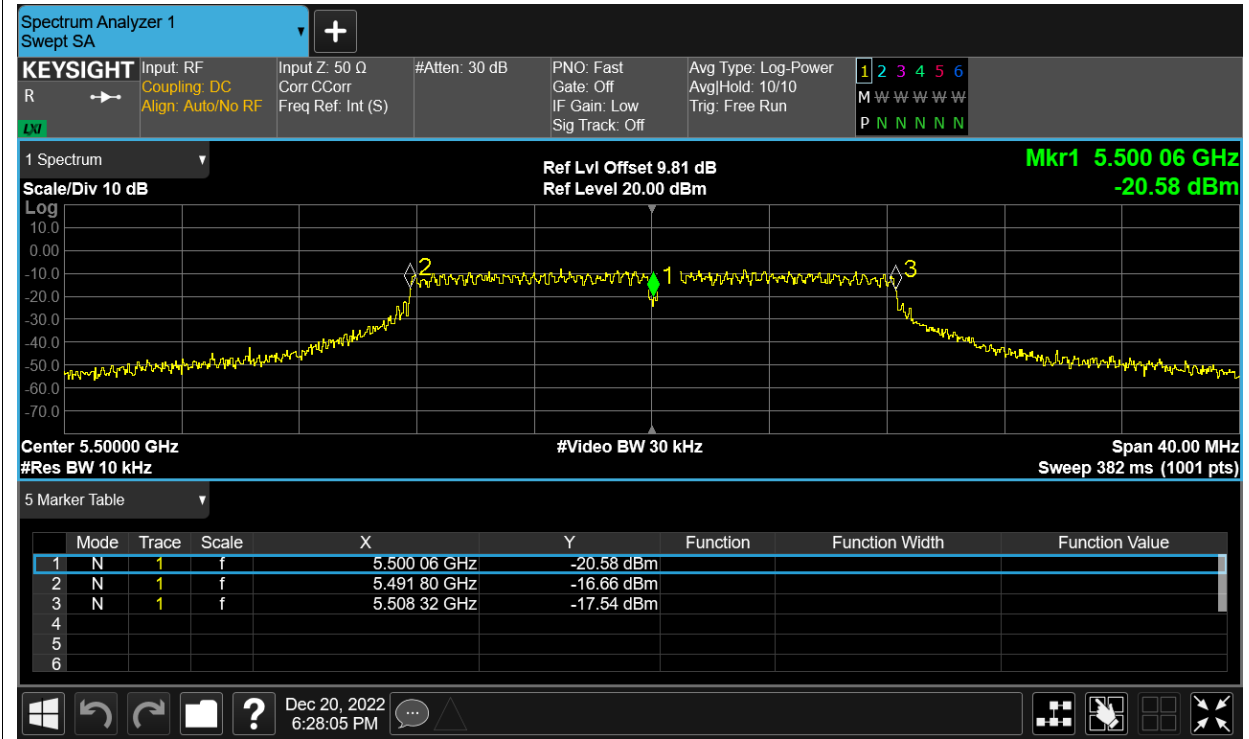 Spectrum Analyzer 1
Swept SA
KEYSIGHT
R
LXI
Input: RF
Coupling: DC
Align: Auto/No RF
Input Z: 50 Ω
Corr CCorr
Freq Ref: Int (S)
#Atten: 30 dB
PNO: Fast
Gate: Off
IF Gain: Low
Sig Track: Off
Avg Type: Log-Power
Avg|Hold: 10/10
Trig: Free Run
1 2 3 4 5 6
M W W W W W
P N N N N N
1 Spectrum
Scale/Div 10 dB
Ref Lvl Offset 9.81 dB
Ref Level 20.00 dBm
Mkr1 5.500 06 GHz
-20.58 dBm
Log
10.0
0.00
-10.0
-20.0
-30.0
-40.0
-50.0
-60.0
-70.0
2
1
3
Center 5.50000 GHz
#Res BW 10 kHz
#Video BW 30 kHz
Span 40.00 MHz
Sweep 382 ms (1001 pts)
5 Marker Table
Mode Trace Scale X Y Function Function Width Function Value
1 N 1 f 5.500 06 GHz -20.58 dBm
2 N 1 f 5.491 80 GHz -16.66 dBm
3 N 1 f 5.508 32 GHz -17.54 dBm
4
5
6
?
Dec 20, 2022
6:28:05 PM